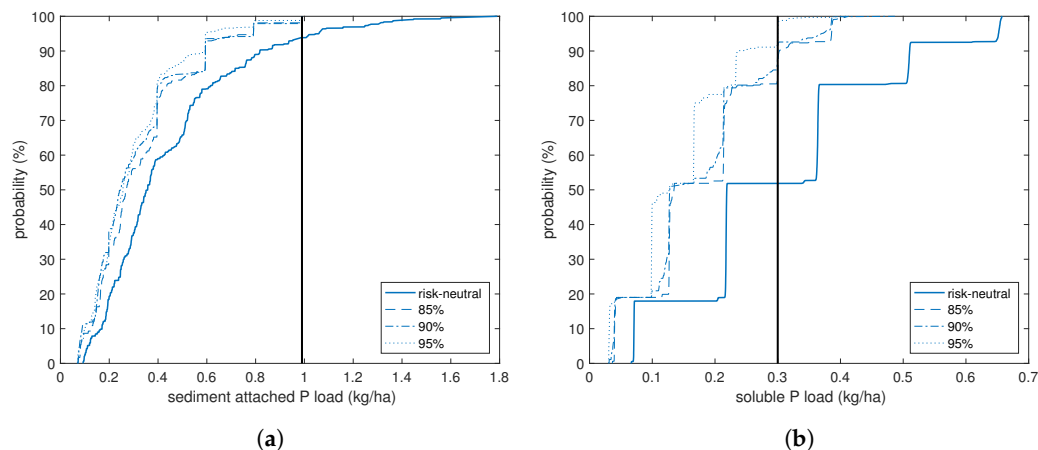 100
90
80
70
60
50
40
30
20
10
0
probability (%)
0 0.2 0.4 0.6 0.8 1 1.2 1.4 1.6 1.8
sediment attached P load (kg/ha)
risk-neutral
85%
90%
95%
(a)
100
90
80
70
60
50
40
30
20
10
0
probability (%)
0 0.1 0.2 0.3 0.4 0.5 0.6 0.7
soluble P load (kg/ha)
risk-neutral
85%
90%
95%
(b)